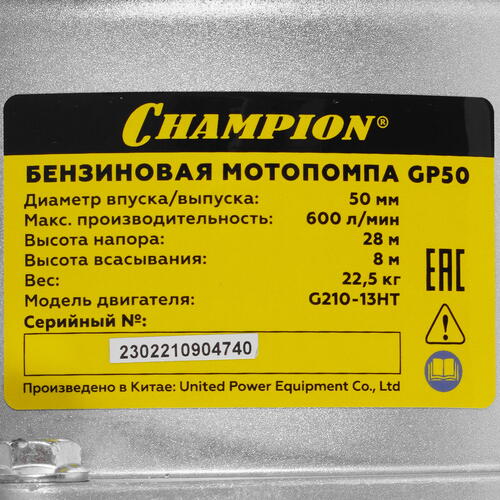 CHAMPION®
БЕНЗИНОВАЯ МОТОПОМПА GP50
Диаметр впуска/выпуска: 50 мм
Макс. производительность: 600 л/мин
Высота напора: 28 м
Высота всасывания: 8 м
Вес: 22,5 кг
Модель двигателя: G210-13HT
Серийный №:
2302210904740
EAC
Произведено в Китае: United Power Equipment Co., Ltd